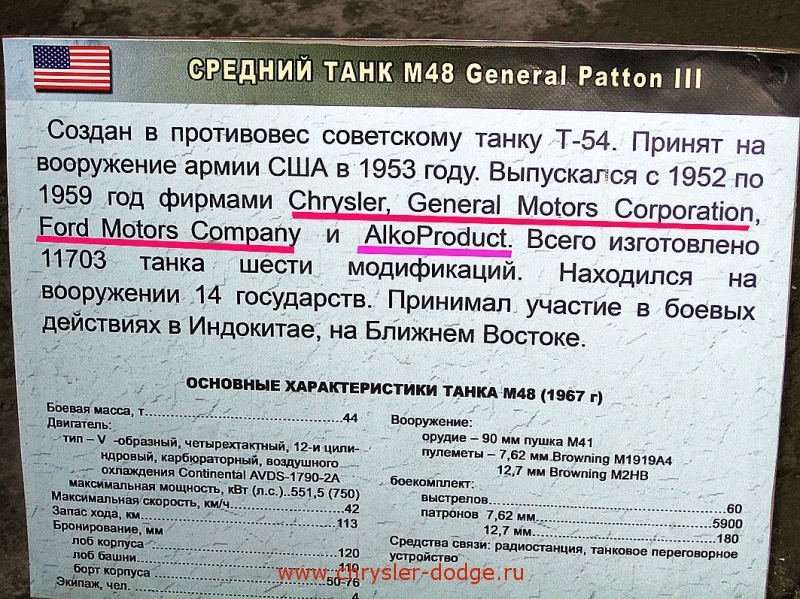 СРЕДНИЙ ТАНК М48 General Patton III
Создан в противовес советскому танку Т-54. Принят на
вооружение армии США в 1953 году. Выпускался с 1952 по
1959 год фирмами Chrysler, General Motors Corporation,
Ford Motors Company и AlkoProduct. Всего изготовлено
11703 танка шести модификаций. Находился на
вооружении 14 государств. Принимал участие в боевых
действиях в Индокитае, на Ближнем Востоке.
ОСНОВНЫЕ ХАРАКТЕРИСТИКИ ТАНКА М48 (1967 г)
Боевая масса, т...44
Двигатель:
тип – V -образный, четырехтактный, 12-и цили-
ндровый, карбюраторный, воздушного
охлаждения Continental AVDS-1790-2A
максимальная мощность, кВт (л.с)..551,5 (750)
Максимальная скорость, км/ч...42
Запас хода, км...113
Бронирование, мм
лоб корпуса...120
лоб башни...110
борт корпуса...50-76
Экипаж, чел....4
Вооружение:
орудие – 90 мм пушка М41
пулеметы – 7,62 мм Browning M1919A4
12,7 мм Browning M2HB
боекомплект:
выстрелов...60
патронов 7,62 мм...5900
12,7 мм...180
Средства связи: радиостанция, танковое переговорное
устройство
www.chrysler-dodge.ru